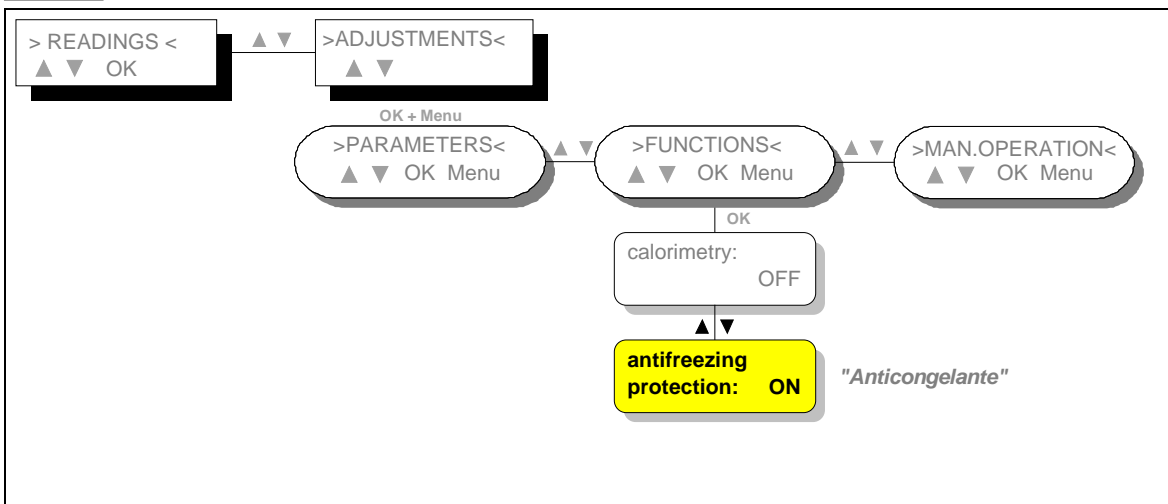 > READINGS <
▲ ▼ OK
▲ ▼
>ADJUSTMENTS<
▲ ▼
OK + Menu
>PARAMETERS<
▲ ▼ OK Menu
▲ ▼
>FUNCTIONS<
▲ ▼ OK Menu
▲ ▼
>MAN.OPERATION<
▲ ▼ OK Menu
OK
calorimetry:
OFF
▲ ▼
antifreezing
protection: ON
"Anticongelante"